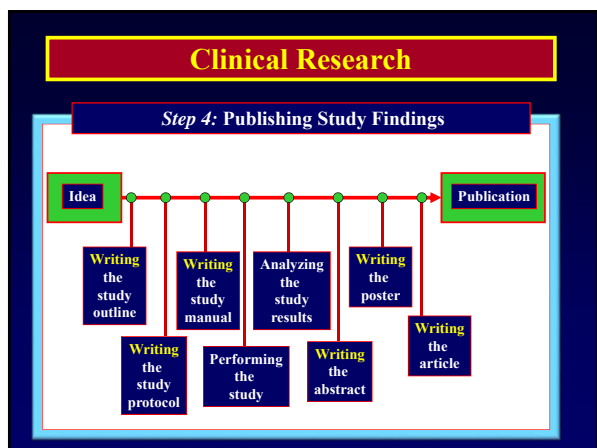 Clinical Research
Step 4: Publishing Study Findings
Idea
Publication
Writing
the
study
outline
Writing
the
study
protocol
Writing
the
study
manual
Performing
the
study
Analyzing
the
study
results
Writing
the
abstract
Writing
the
poster
Writing
the
article